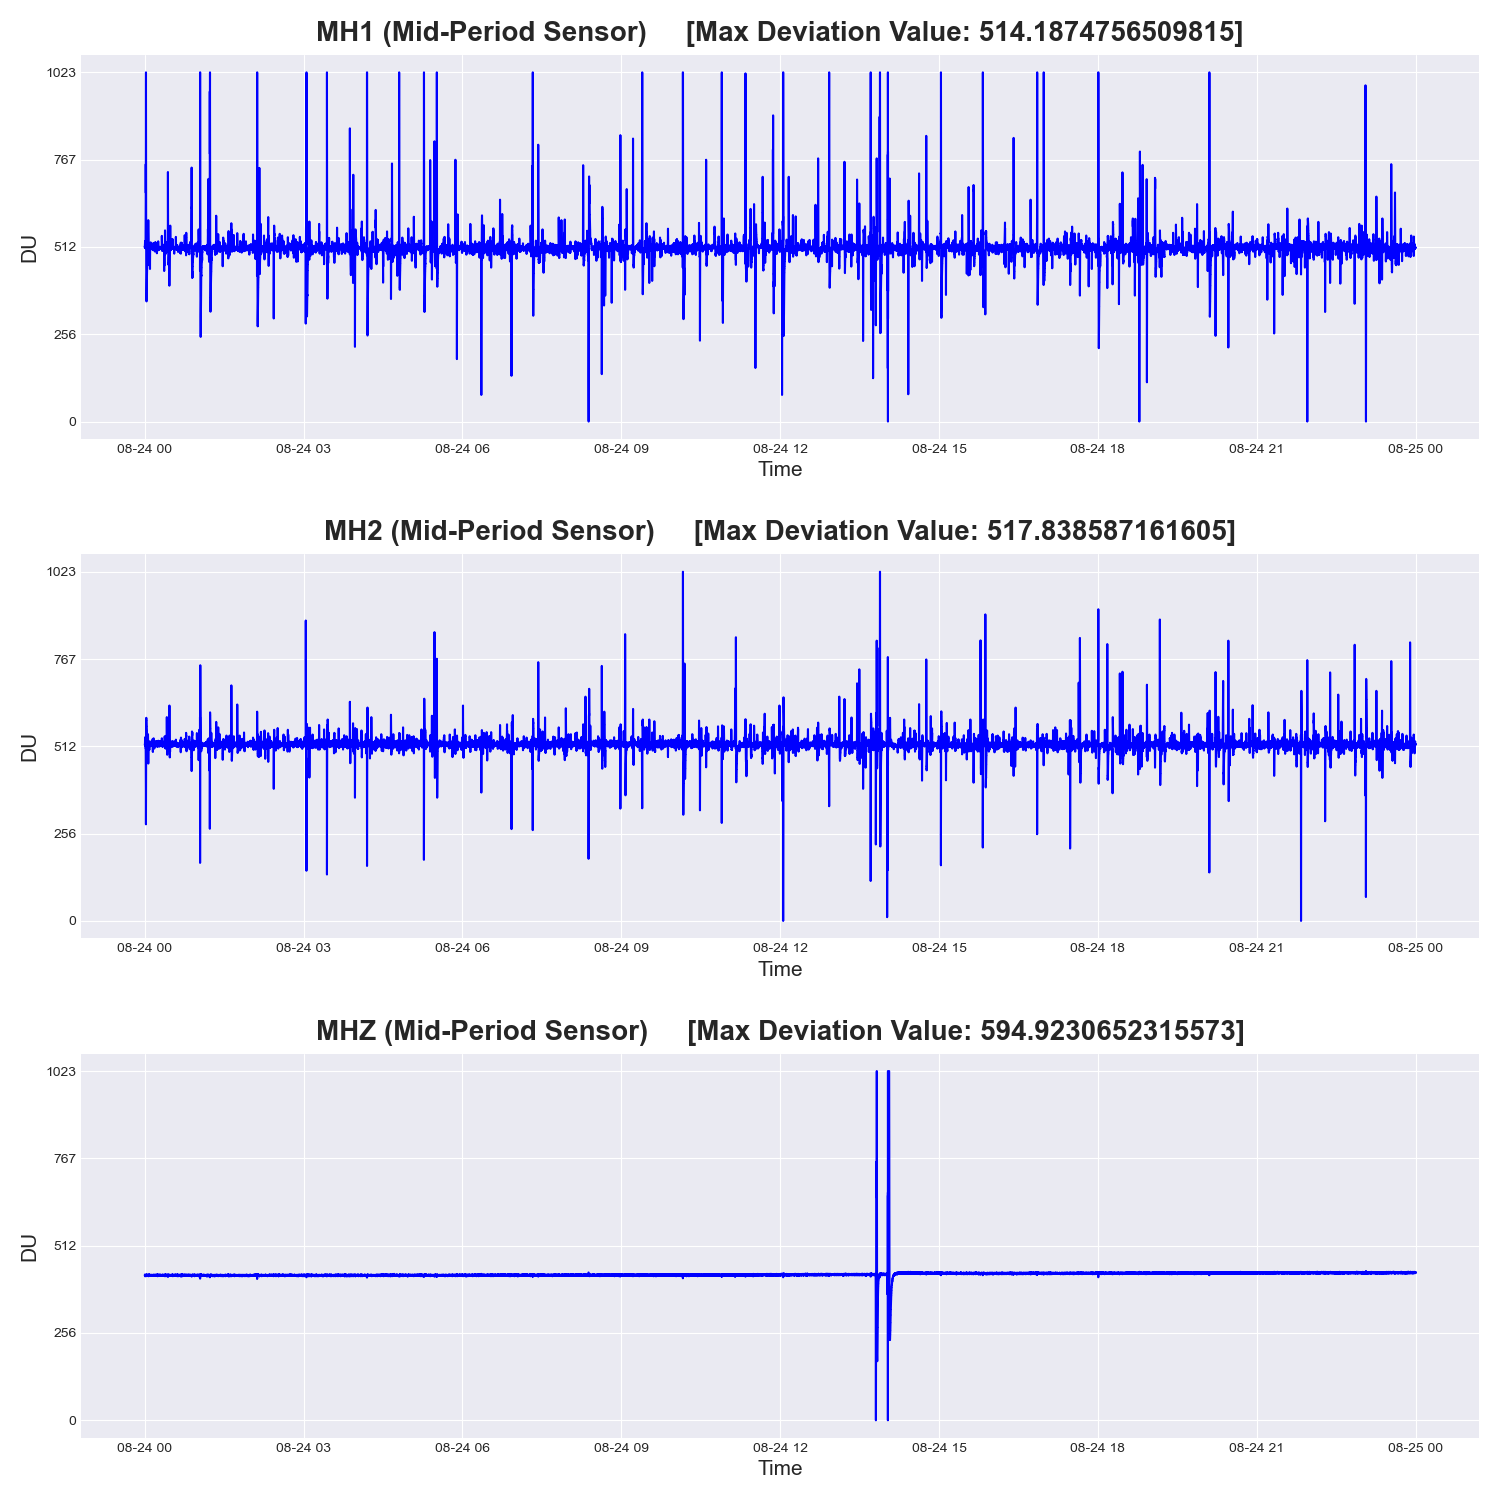 MH1 (Mid-Period Sensor) [Max Deviation Value: 514.1874756509815]
1023
767
512
256
0
DU
08-24 00 08-24 03 08-24 06 08-24 09 08-24 12 08-24 15 08-24 18 08-24 21 08-25 00
Time
MH2 (Mid-Period Sensor) [Max Deviation Value: 517.838587161605]
1023
767
512
256
0
DU
08-24 00 08-24 03 08-24 06 08-24 09 08-24 12 08-24 15 08-24 18 08-24 21 08-25 00
Time
MHZ (Mid-Period Sensor) [Max Deviation Value: 594.9230652315573]
1023
767
512
256
0
DU
08-24 00 08-24 03 08-24 06 08-24 09 08-24 12 08-24 15 08-24 18 08-24 21 08-25 00
Time